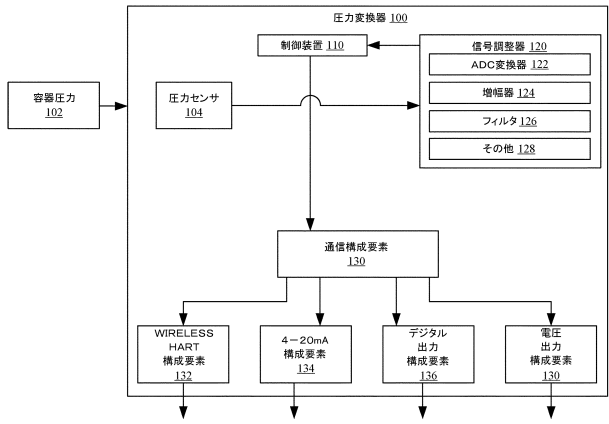 圧力変換器 100
制御装置 110
信号調整器 120
ADC変換器 122
増幅器 124
フィルタ 126
その他 128
容器圧力
102
圧力センサ
104
通信構成要素
130
WIRELESS
HART
構成要素
132
4－20mA
構成要素
134
デジタル
出力
構成要素
136
電圧
出力
構成要素
130